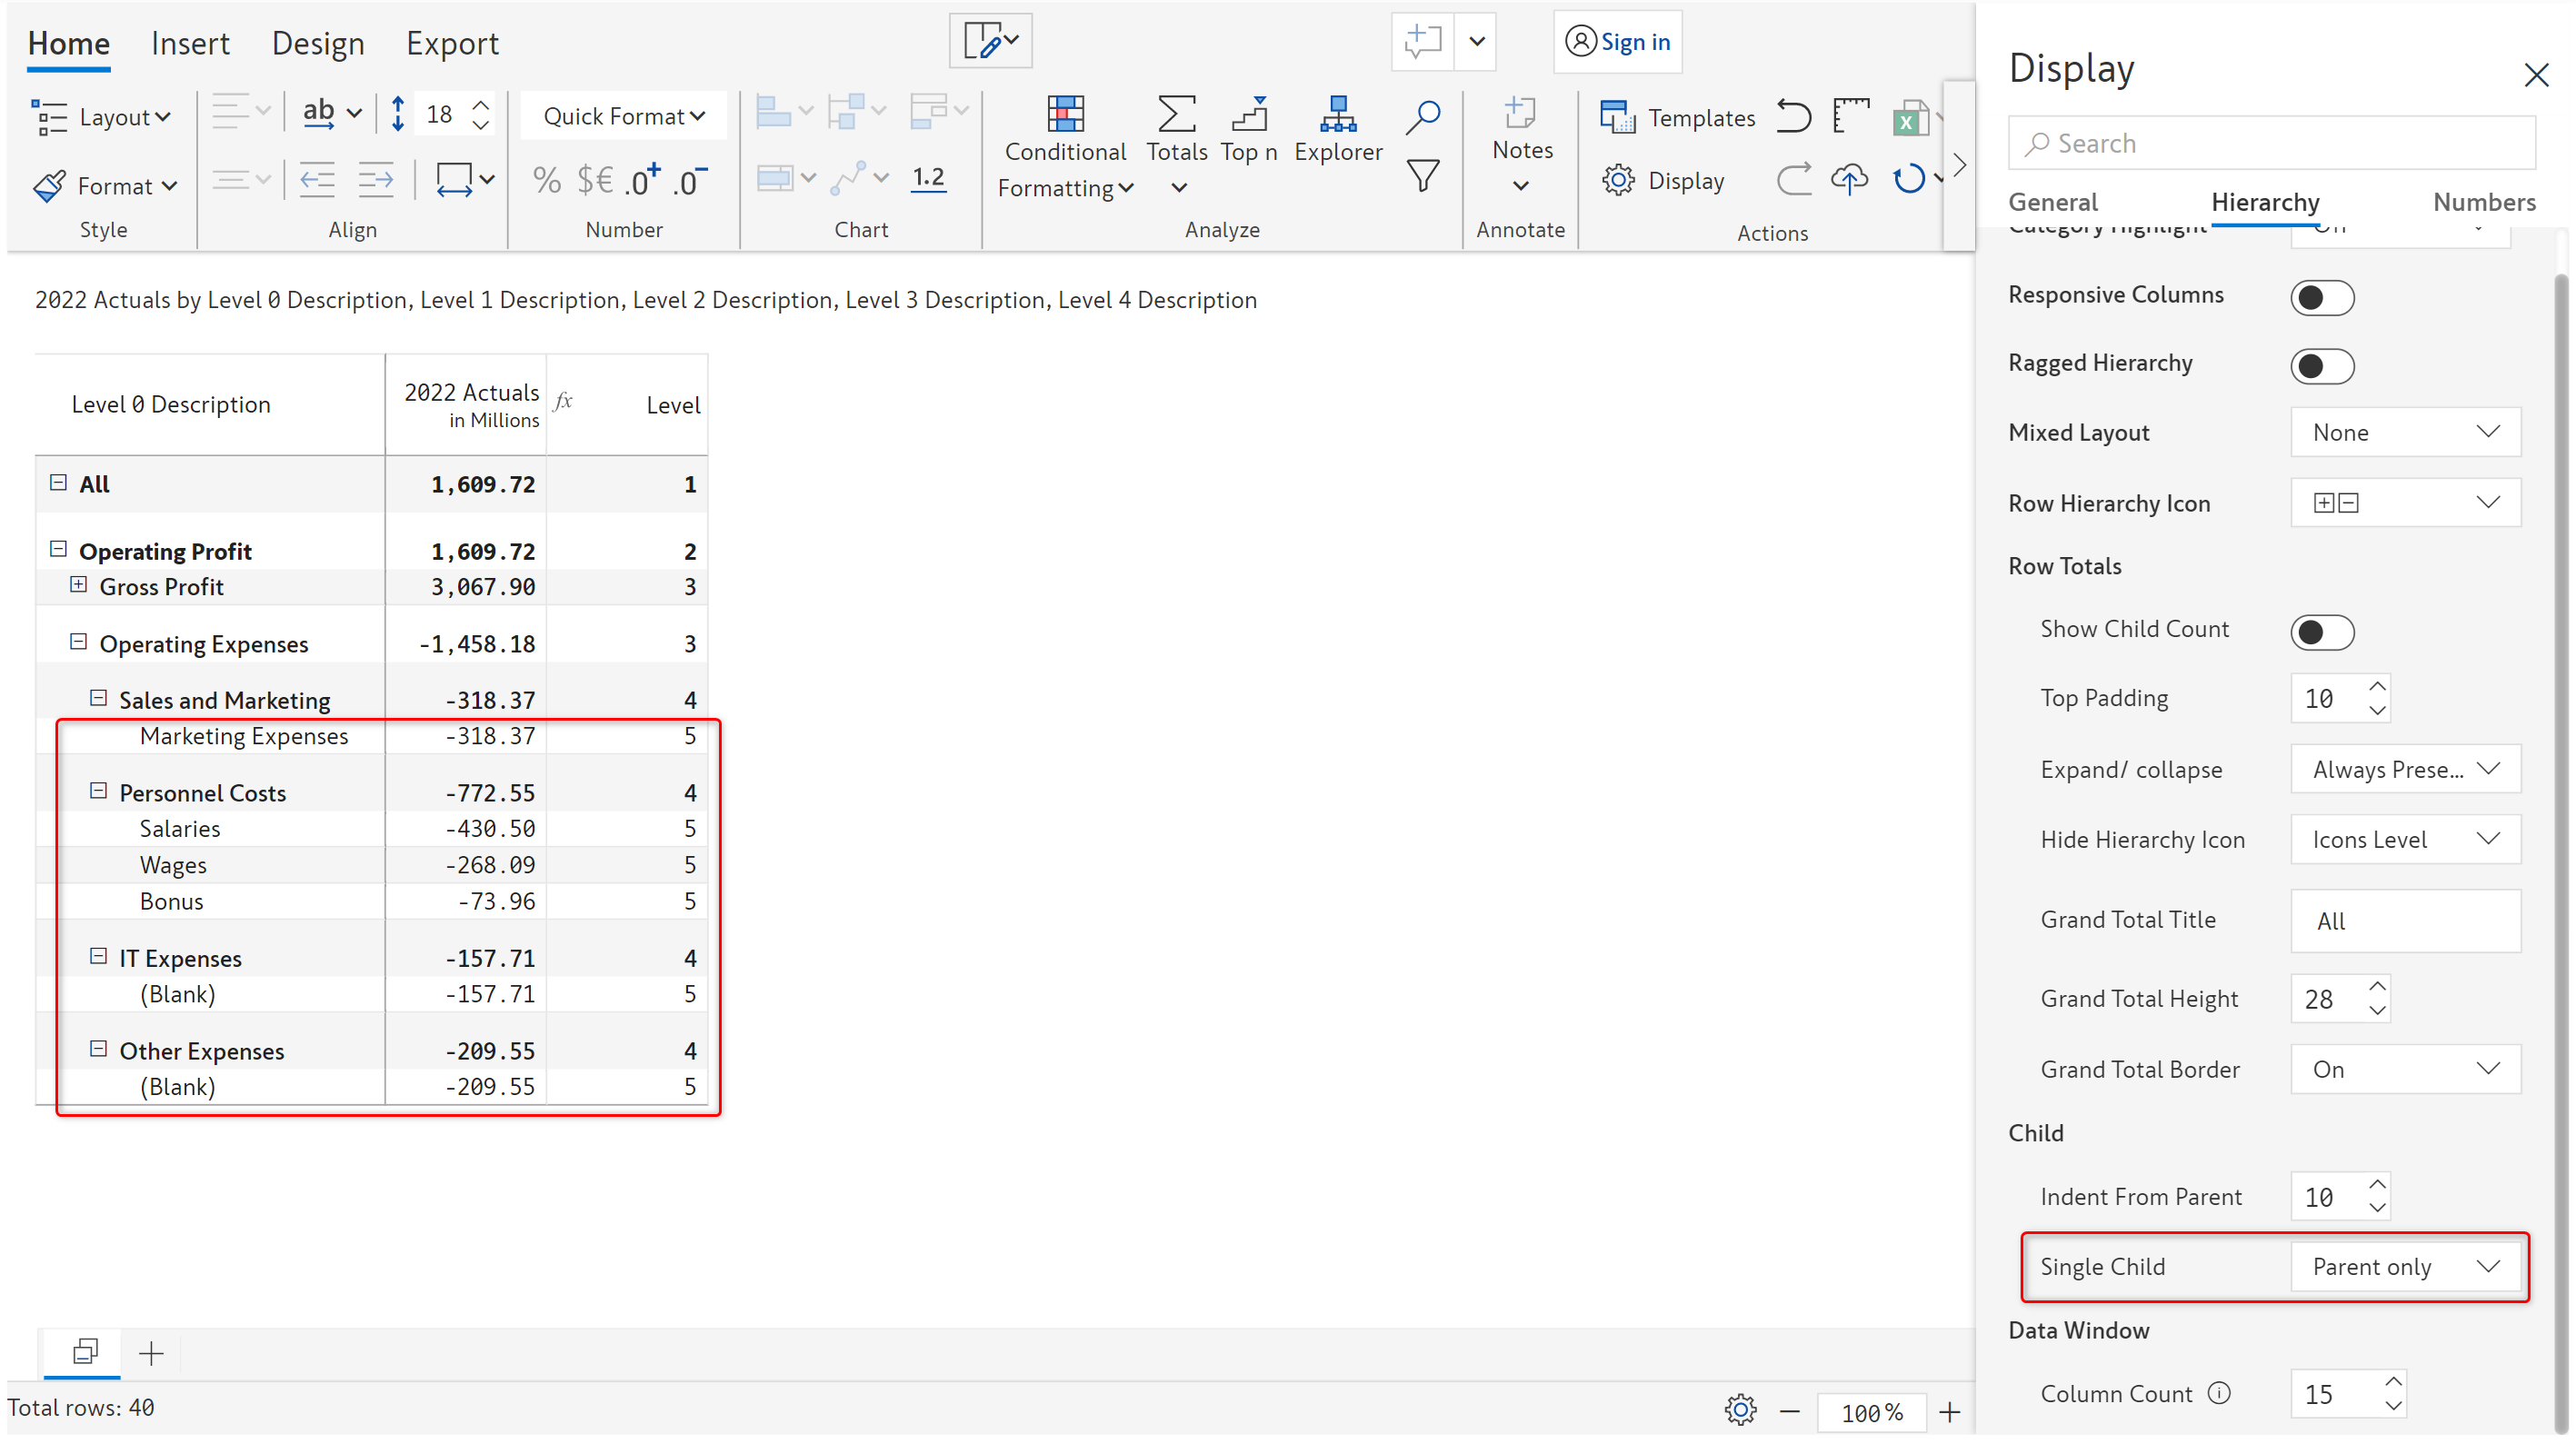 Home Insert Design Export
Sign in
Layout
ab
18
Quick Format
Format
% $€ .0+ .0-
1.2
Conditional Formatting
Totals
Top n
Explorer
Notes
Templates
Display
Style
Align
Number
Chart
Analyze
Annotate
Actions
2022 Actuals by Level 0 Description, Level 1 Description, Level 2 Description, Level 3 Description, Level 4 Description
Level 0 Description 2022 Actuals in Millions fx Level
All 1,609.72 1
Operating Profit 1,609.72 2
Gross Profit 3,067.90 3
Operating Expenses -1,458.18 3
Sales and Marketing -318.37 4
Marketing Expenses -318.37 5
Personnel Costs -772.55 4
Salaries -430.50 5
Wages -268.09 5
Bonus -73.96 5
IT Expenses -157.71 4
(Blank) -157.71 5
Other Expenses -209.55 4
(Blank) -209.55 5
Total rows: 40
100%
Display
Search
General Hierarchy Numbers
Category Highlight Off
Responsive Columns
Ragged Hierarchy
Mixed Layout None
Row Hierarchy Icon
Row Totals
Show Child Count
Top Padding 10
Expand/ collapse Always Prese...
Hide Hierarchy Icon Icons Level
Grand Total Title All
Grand Total Height 28
Grand Total Border On
Child
Indent From Parent 10
Single Child Parent only
Data Window
Column Count 15